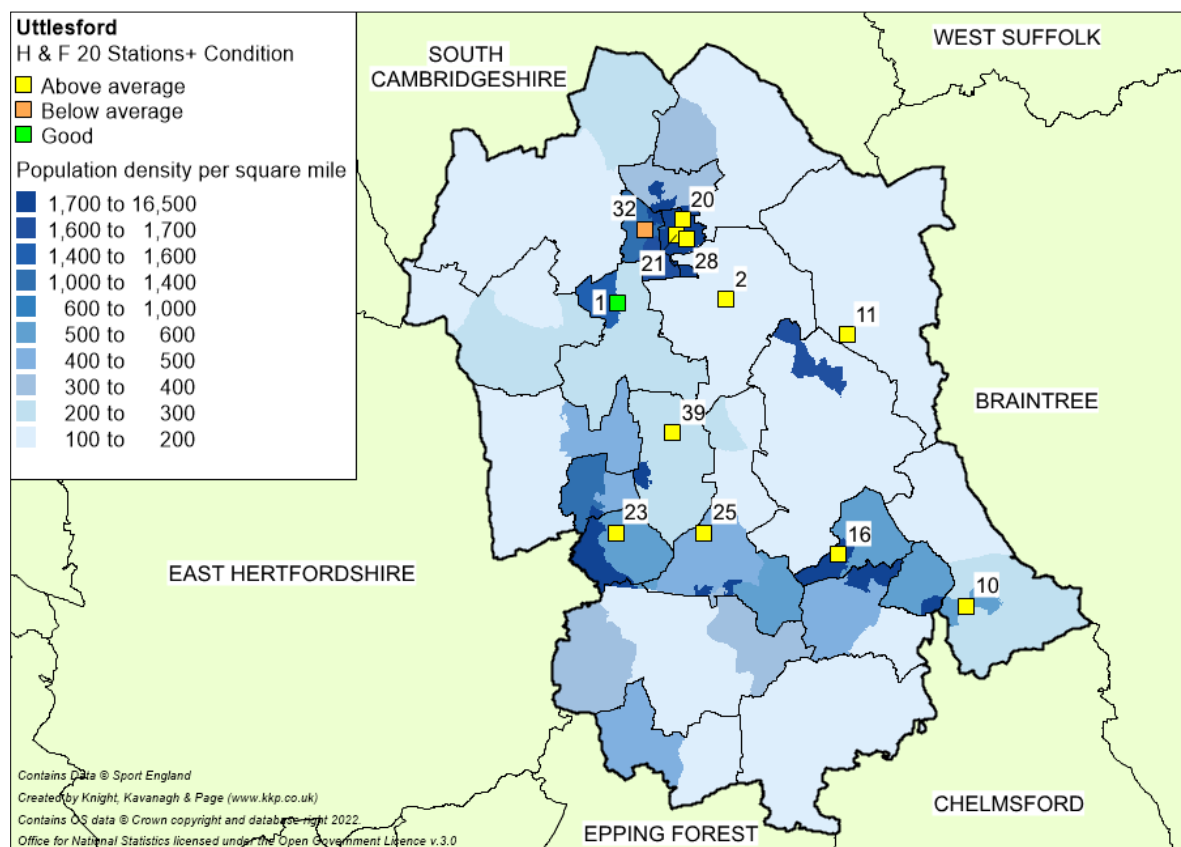 Uttlesford
H & F 20 Stations+ Condition
Above average
Below average
Good
Population density per square mile
1,700 to 16,500
1,600 to 1,700
1,400 to 1,600
1,000 to 1,400
600 to 1,000
500 to 600
400 to 500
300 to 400
200 to 300
100 to 200
SOUTH
CAMBRIDGESHIRE
WEST SUFFOLK
20
32
21
28
2
1
11
BRAINTREE
39
23
25
16
EAST HERTFORDSHIRE
10
CHELMSFORD
EPPING FOREST
Contains Data © Sport England
Created by Knight, Kavanagh & Page (www.kkp.co.uk)
Contains OS data © Crown copyright and database right 2022.
Office for National Statistics licensed under the Open Government Licence v.3.0